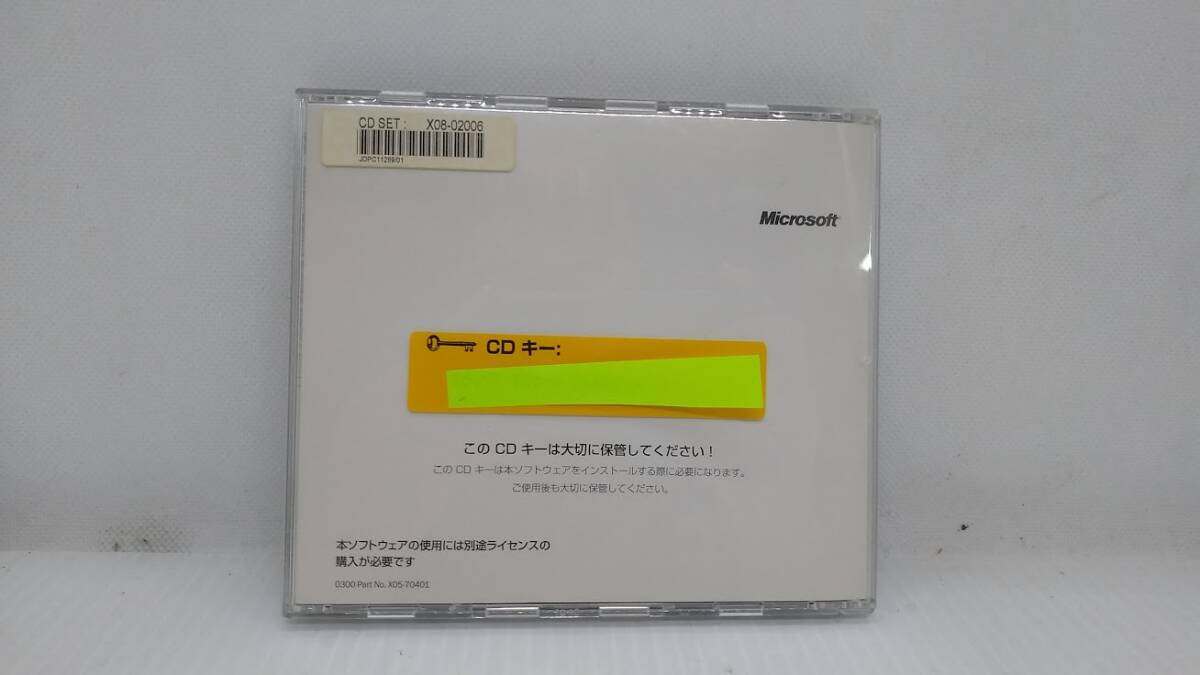 CD SET : X08-02006
JDPC11289/01
Microsoft
CD キー:
この CD キーは大切に保管してください！
この CD キーは本ソフトウェアをインストールする際に必要になります。
ご使用後も大切に保管してください。
本ソフトウェアの使用には別途ライセンスの
購入が必要です
0300 Part No. X05-70401